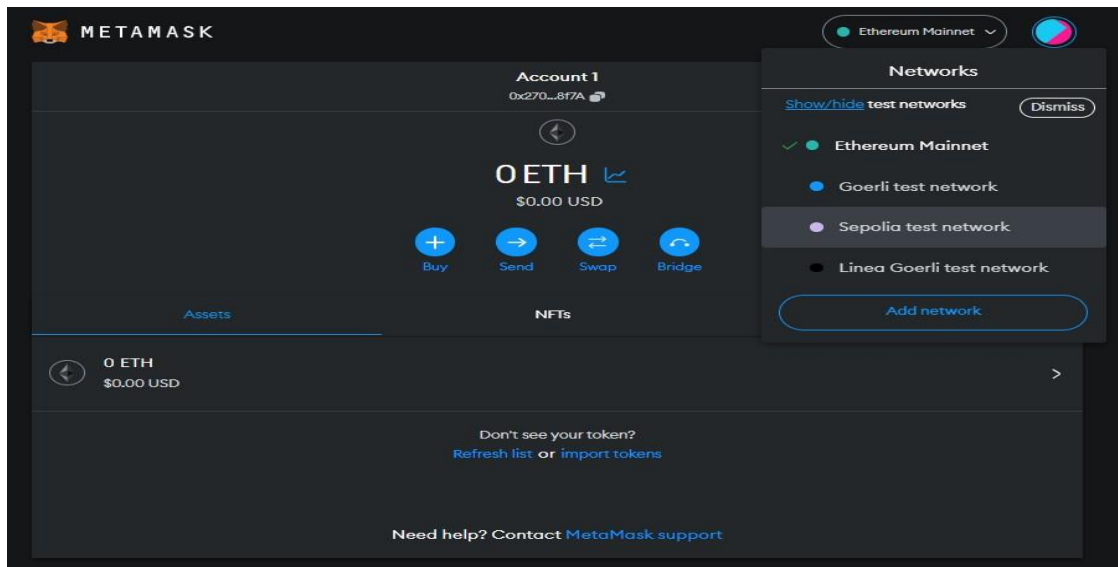 METAMASK
Ethereum Mainnet
Account 1
0x270...8f7A
0 ETH
$0.00 USD
Buy Send Swap Bridge
Networks
Show/hide test networks Dismiss
Ethereum Mainnet
Goerli test network
Sepolia test network
Linea Goerli test network
Add network
Assets NFTs
0 ETH
$0.00 USD
>
Don't see your token?
Refresh list or import tokens
Need help? Contact MetaMask support